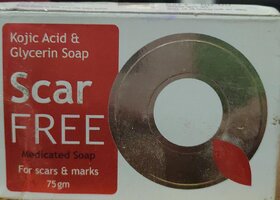 Kojic Acid &
Glycerin Soap
Scar
FREE
Medicated Soap
For scars & marks
75gm